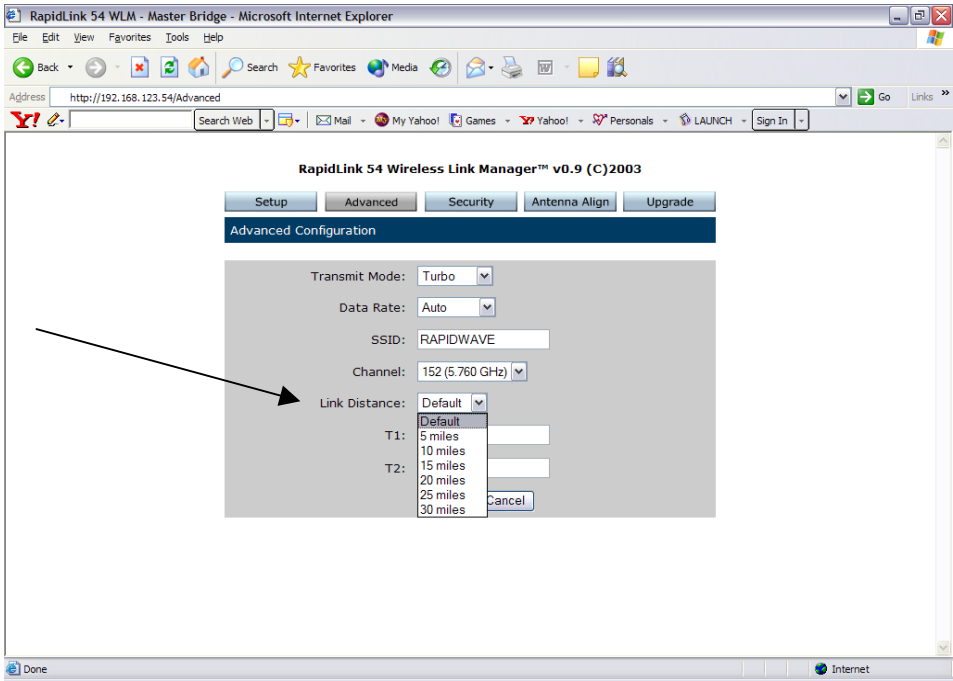 RapidLink 54 WLM - Master Bridge - Microsoft Internet Explorer
File Edit View Favorites Tools Help
Back Search Favorites Media
Address http://192.168.123.54/Advanced Go Links »
Y! Search Web Mail My Yahoo! Games Yahoo! Personals LAUNCH Sign In
RapidLink 54 Wireless Link Manager™ v0.9 (C)2003
Setup Advanced Security Antenna Align Upgrade
Advanced Configuration
Transmit Mode: Turbo
Data Rate: Auto
SSID: RAPIDWAVE
Channel: 152 (5.760 GHz)
Link Distance: Default
Default
T1: 5 miles
10 miles
T2: 15 miles
20 miles
25 miles Cancel
30 miles
Done Internet